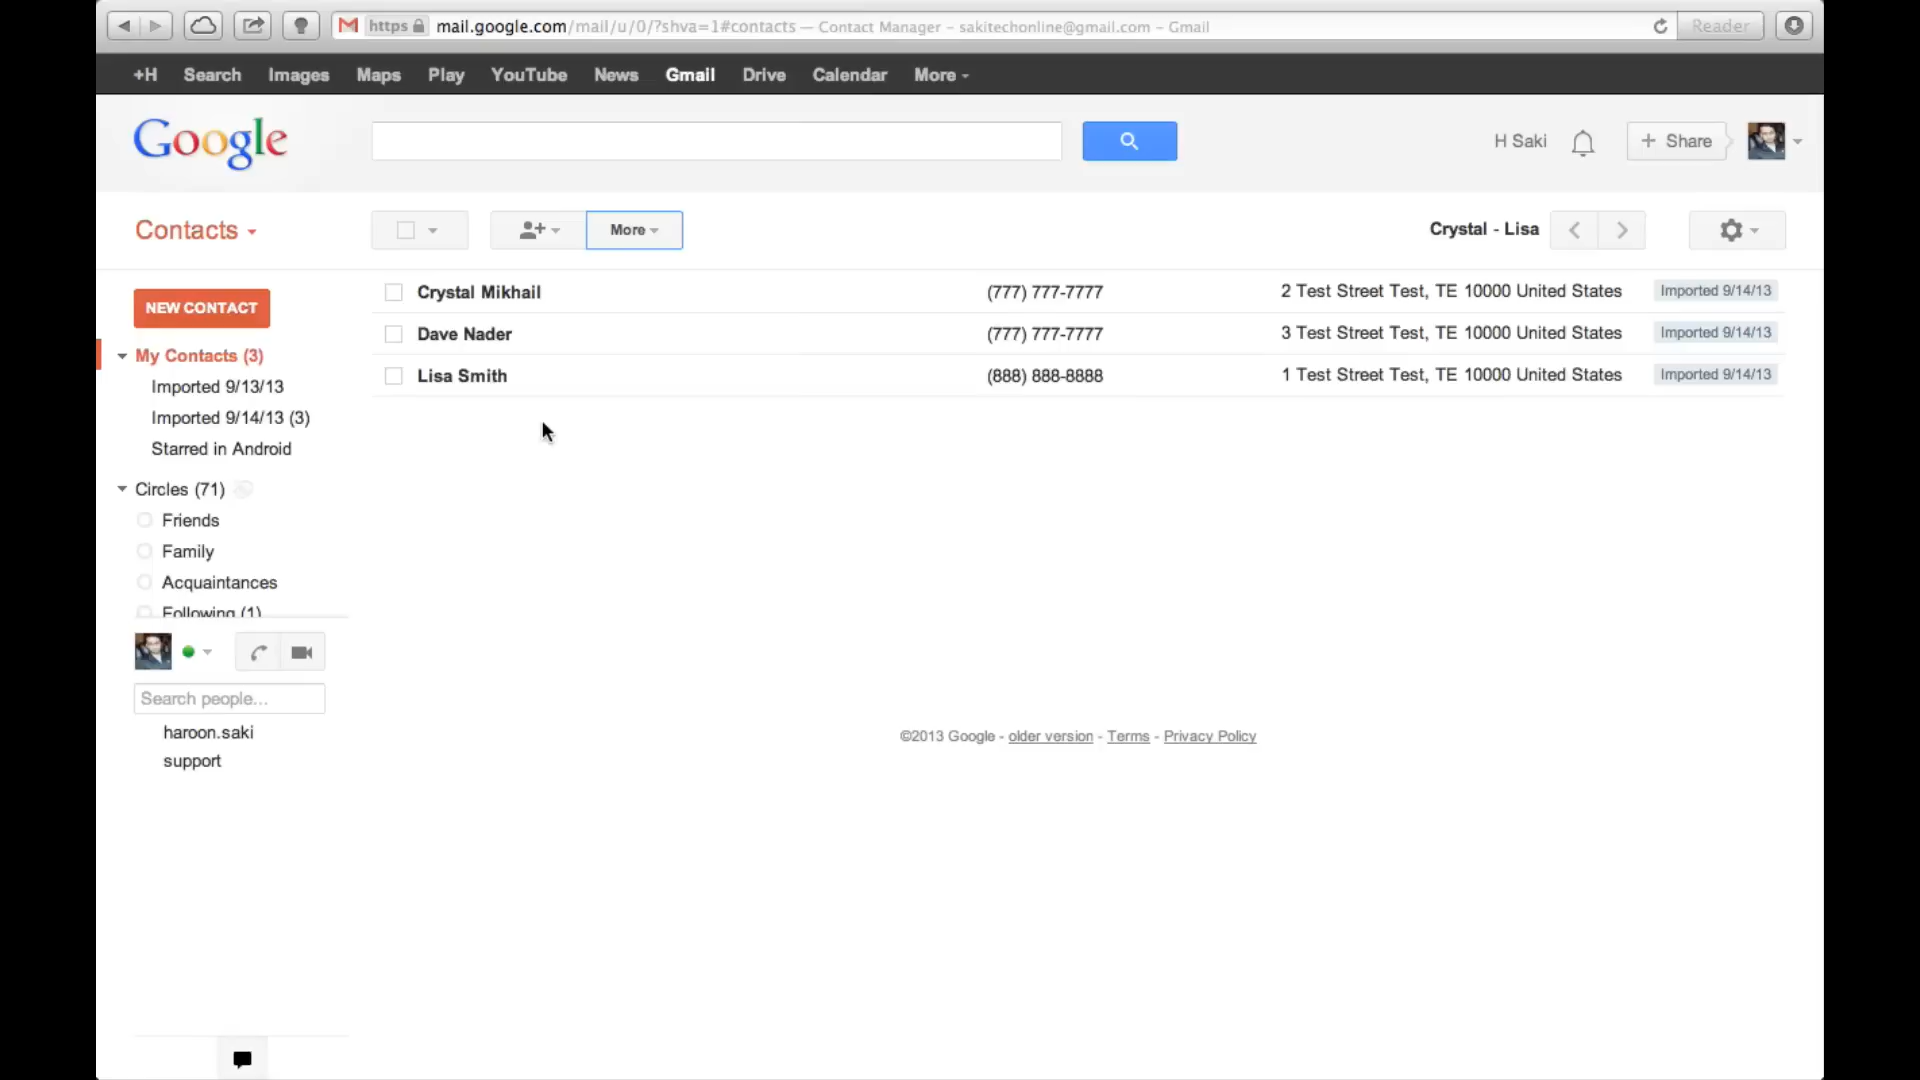 https mail.google.com/mail/u/0/?shva=1#contacts — Contact Manager – sakitechonline@gmail.com – Gmail
Reader
+H Search Images Maps Play YouTube News Gmail Drive Calendar More
Google
H Saki
+ Share
Contacts
More
Crystal - Lisa
NEW CONTACT
Crystal Mikhail (777) 777-7777 2 Test Street Test, TE 10000 United States Imported 9/14/13
Dave Nader (777) 777-7777 3 Test Street Test, TE 10000 United States Imported 9/14/13
Lisa Smith (888) 888-8888 1 Test Street Test, TE 10000 United States Imported 9/14/13
My Contacts (3)
Imported 9/13/13
Imported 9/14/13 (3)
Starred in Android
Circles (71)
Friends
Family
Acquaintances
Following (1)
Search people...
haroon.saki
support
©2013 Google - older version - Terms - Privacy Policy